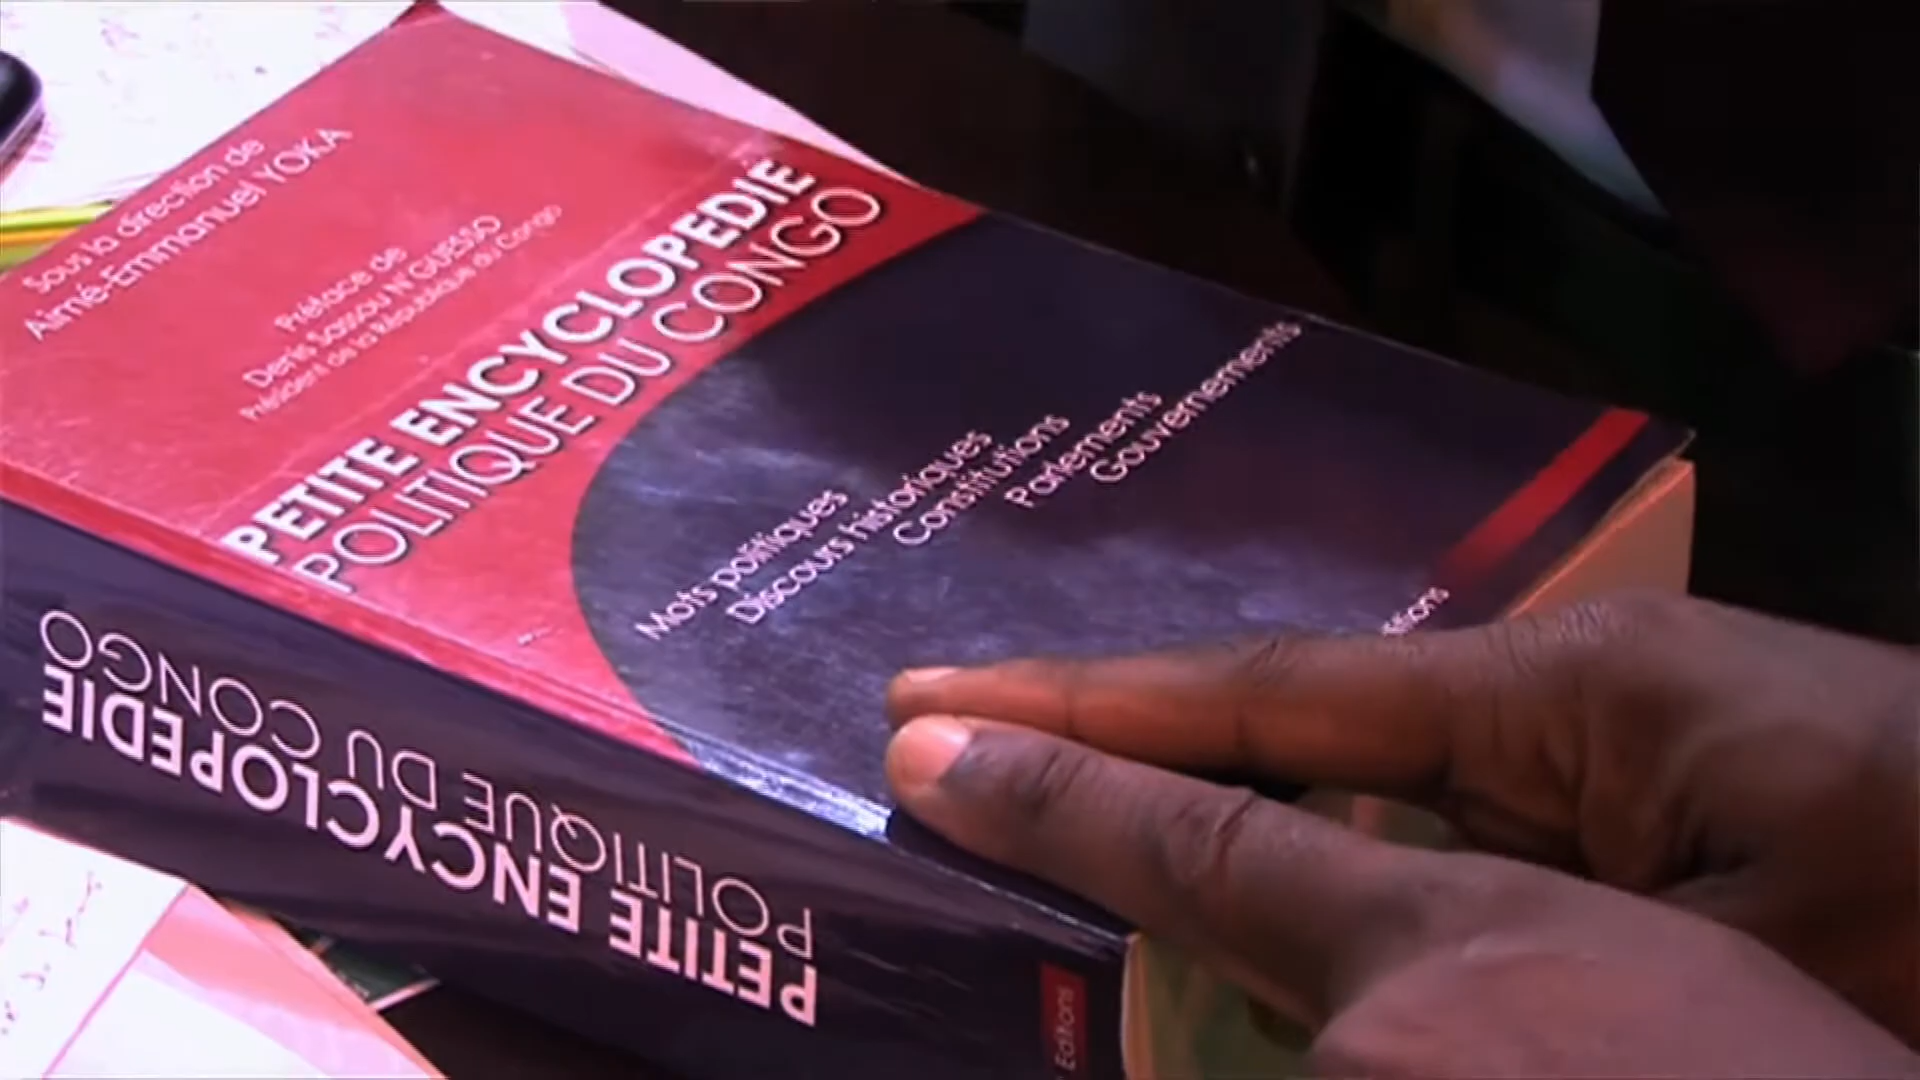 Sous la direction de
Aimé-Emmanuel YOKA
Préface de
Denis Sassou N'GUESSO
Président de la République du Congo
PETITE ENCYCLOPEDIE
POLITIQUE DU CONGO
Mots politiques
Discours historiques
Constitutions
Parlements
Gouvernements
PETITE ENCYCLOPEDIE
POLITIQUE DU CONGO
Editions